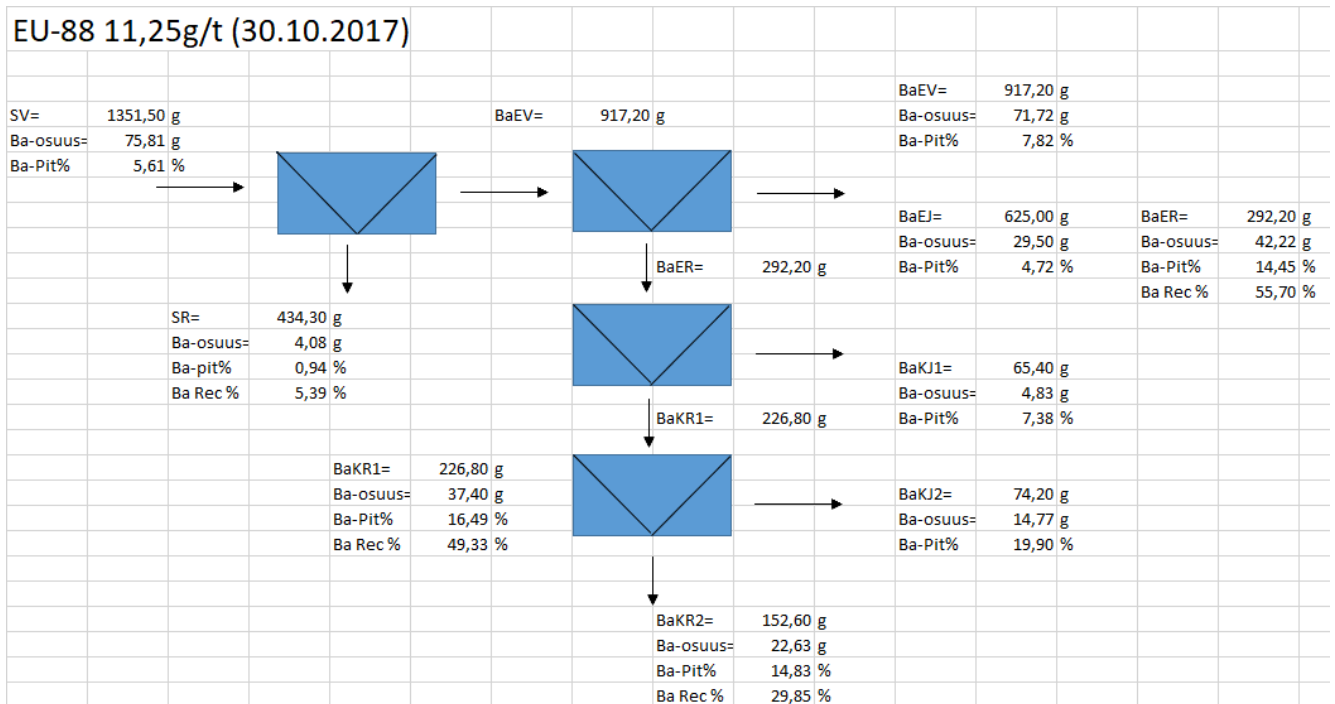 EU-88 11,25g/t (30.10.2017)
SV= 1351,50 g
Ba-osuus= 75,81 g
Ba-Pit% 5,61 %
BaEV= 917,20 g
BaEV= 917,20 g
Ba-osuus= 71,72 g
Ba-Pit% 7,82 %
BaEJ= 625,00 g
Ba-osuus= 29,50 g
Ba-Pit% 4,72 %
BaER= 292,20 g
Ba-osuus= 42,22 g
Ba-Pit% 14,45 %
Ba Rec % 55,70 %
BaER= 292,20 g
SR= 434,30 g
Ba-osuus= 4,08 g
Ba-pit% 0,94 %
Ba Rec % 5,39 %
BaKJ1= 65,40 g
Ba-osuus= 4,83 g
Ba-Pit% 7,38 %
BaKR1= 226,80 g
BaKR1= 226,80 g
Ba-osuus= 37,40 g
Ba-Pit% 16,49 %
Ba Rec % 49,33 %
BaKJ2= 74,20 g
Ba-osuus= 14,77 g
Ba-Pit% 19,90 %
BaKR2= 152,60 g
Ba-osuus= 22,63 g
Ba-Pit% 14,83 %
Ba Rec % 29,85 %